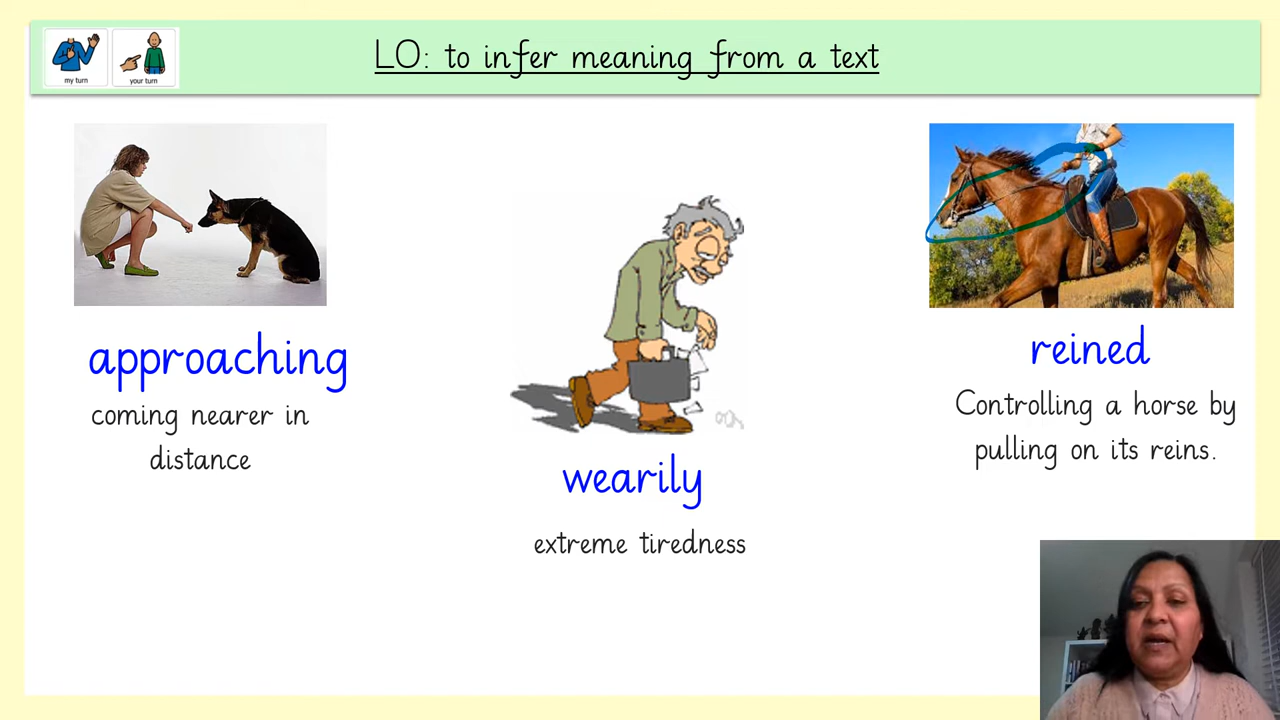 LO: to infer meaning from a text
my turn
your turn
approaching
coming nearer in
distance
wearily
extreme tiredness
reined
Controlling a horse by
pulling on its reins.